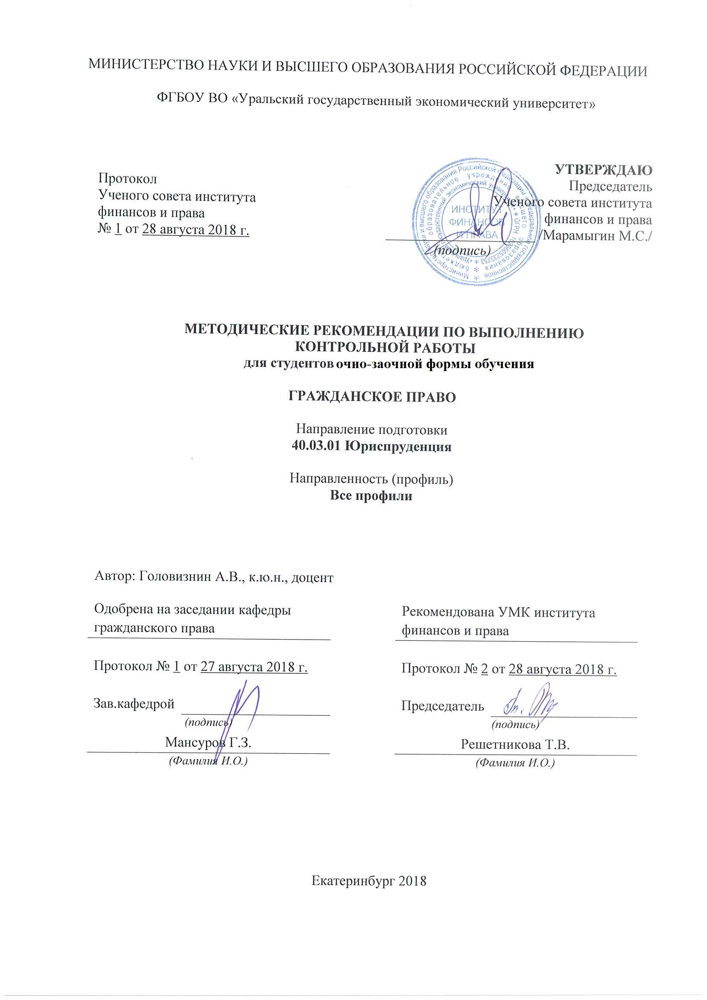 МИНИСТЕРСТВО НАУКИ И ВЫСШЕГО ОБРАЗОВАНИЯ РОССИЙСКОЙ ФЕДЕРАЦИИ
ФГБОУ ВО «Уральский государственный экономический университет»
Протокол
Ученого совета института
финансов и права
№ 1 от 28 августа 2018 г.
УТВЕРЖДАЮ
Председатель
Ученого совета института
финансов и права
/Марамыгин М.С./
(подпись)
ИНСТИТУТ
ФИНАНСОВ
И ПРАВА
МЕТОДИЧЕСКИЕ РЕКОМЕНДАЦИИ ПО ВЫПОЛНЕНИЮ
КОНТРОЛЬНОЙ РАБОТЫ
для студентов очно-заочной формы обучения
ГРАЖДАНСКОЕ ПРАВО
Направление подготовки
40.03.01 Юриспруденция
Направленность (профиль)
Все профили
Автор: Головизнин А.В., к.ю.н., доцент
Одобрена на заседании кафедры
гражданского права
Протокол № 1 от 27 августа 2018 г.
Зав.кафедрой
(подпись)
Мансуров Г.З.
(Фамилия И.О.)
Рекомендована УМК института
финансов и права
Протокол № 2 от 28 августа 2018 г.
Председатель
(подпись)
Решетникова Т.В.
(Фамилия И.О.)
Екатеринбург 2018